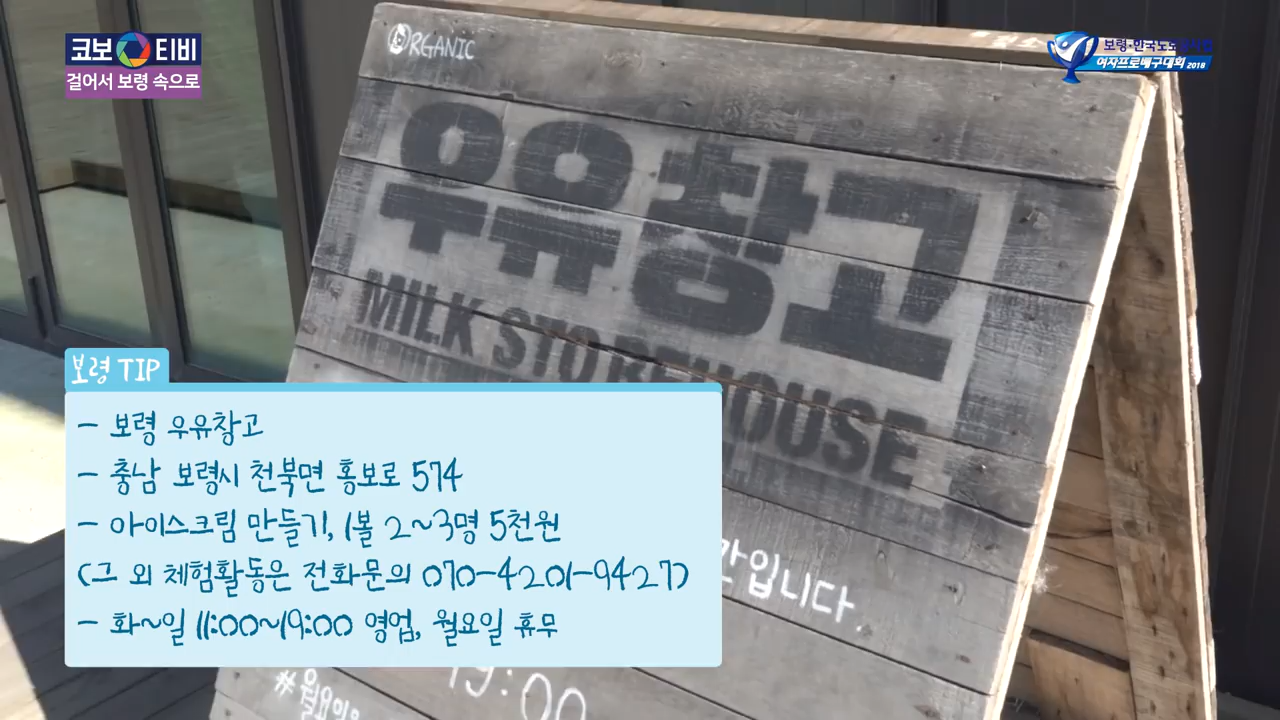 코보티비
걸어서 보령 속으로
여자프로배구대회 2018
ORGANIC
우유창고
MILK STOREHOUSE
보령 TIP
- 보령 우유창고
- 충남 보령시 천북면 홍보로 574
- 아이스크림 만들기, 1볼 2~3명 5천원
(그 외 체험활동은 전화문의 070-4201-9427)
- 화~일 11:00~19:00 영업, 월요일 휴무
간입니다.
19:00
#월요일